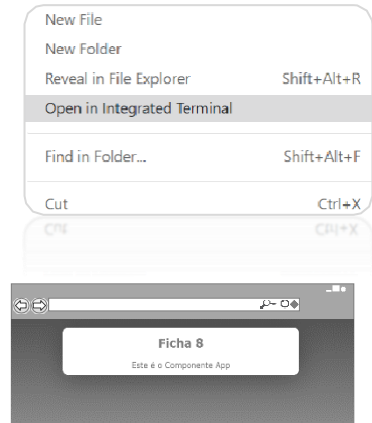 New File
New Folder
Reveal in File Explorer Shift+Alt+R
Open in Integrated Terminal
Find in Folder... Shift+Alt+F
Cut Ctrl+X
Ficha 8
Este é o Componente App